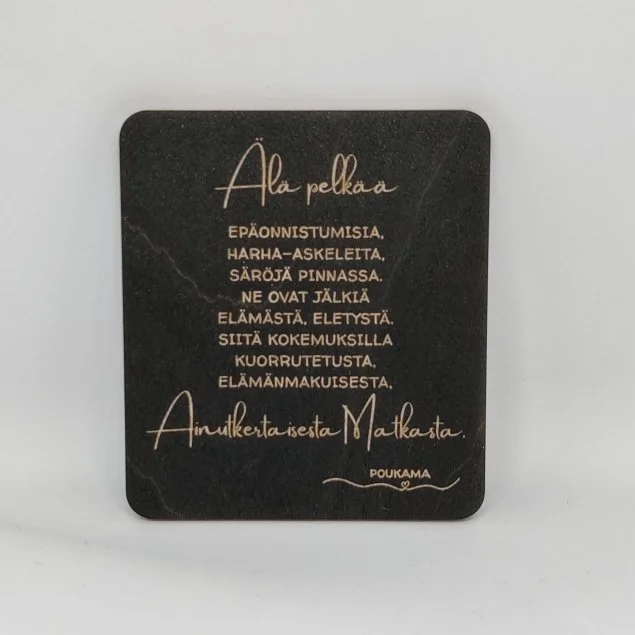 Älä pelkää
EPÄONNISTUMISIA,
HARHA-ASKELEITA,
SÄRÖJÄ PINNASSA.
NE OVAT JÄLKIÄ
ELÄMÄSTÄ, ELETYSTÄ.
SIITÄ KOKEMUKSILLA
KUORRUTETUSTA,
ELÄMÄNMAKUISESTA,
Ainutkertaisesta Matkasta.
POUKAMA